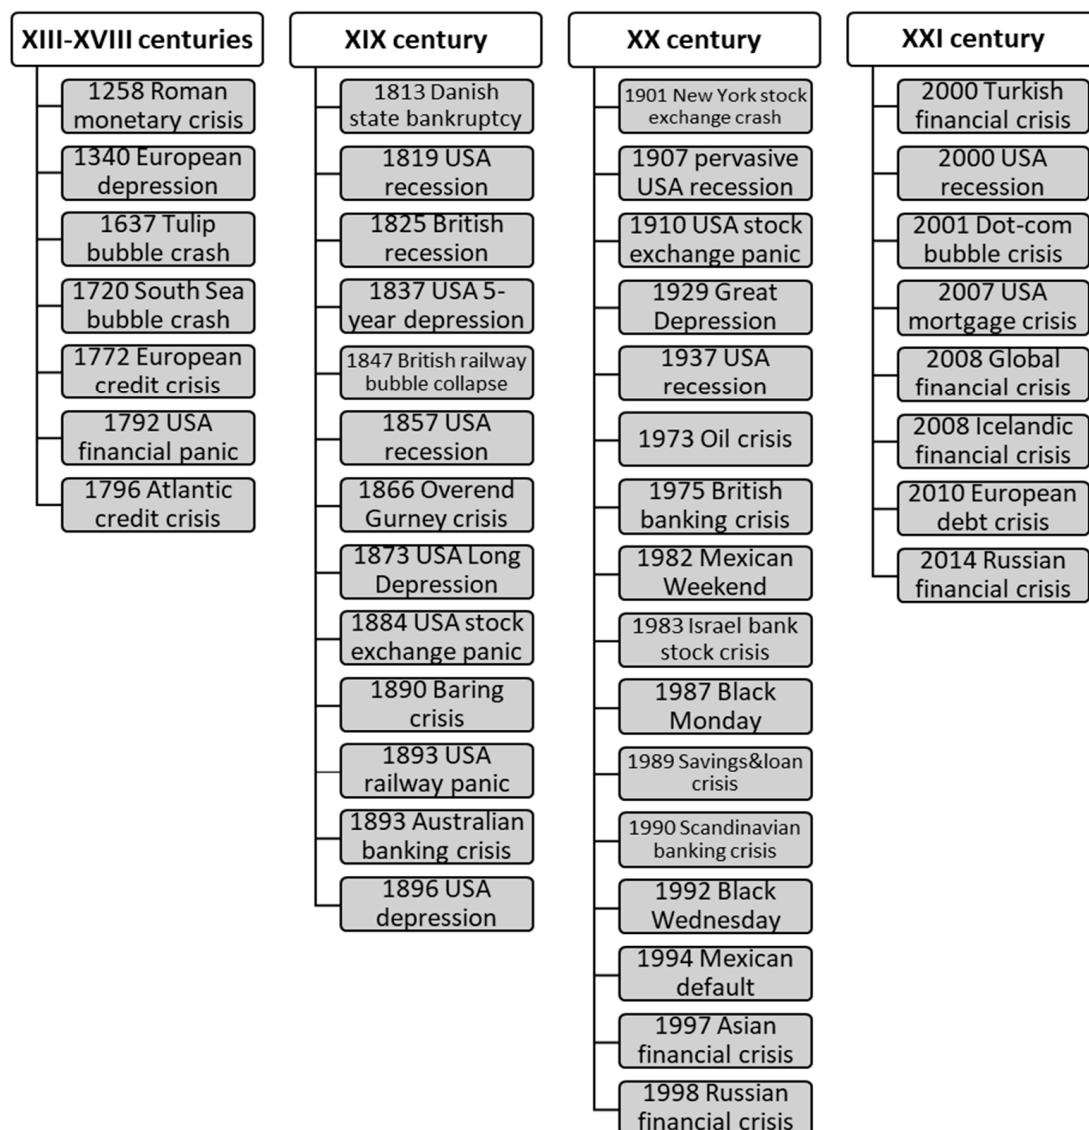 XIII-XVIII centuries
1258 Roman
monetary crisis
1340 European
depression
1637 Tulip
bubble crash
1720 South Sea
bubble crash
1772 European
credit crisis
1792 USA
financial panic
1796 Atlantic
credit crisis
XIX century
1813 Danish
state bankruptcy
1819 USA
recession
1825 British
recession
1837 USA 5-
year depression
1847 British railway
bubble collapse
1857 USA
recession
1866 Overend
Gurney crisis
1873 USA Long
Depression
1884 USA stock
exchange panic
1890 Baring
crisis
1893 USA
railway panic
1893 Australian
banking crisis
1896 USA
depression
XX century
1901 New York stock
exchange crash
1907 pervasive
USA recession
1910 USA stock
exchange panic
1929 Great
Depression
1937 USA
recession
1973 Oil crisis
1975 British
banking crisis
1982 Mexican
Weekend
1983 Israel bank
stock crisis
1987 Black
Monday
1989 Savings&loan
crisis
1990 Scandinavian
banking crisis
1992 Black
Wednesday
1994 Mexican
default
1997 Asian
financial crisis
1998 Russian
financial crisis
XXI century
2000 Turkish
financial crisis
2000 USA
recession
2001 Dot-com
bubble crisis
2007 USA
mortgage crisis
2008 Global
financial crisis
2008 Icelandic
financial crisis
2010 European
debt crisis
2014 Russian
financial crisis